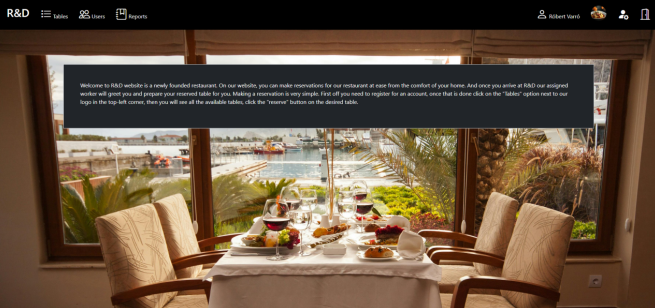 R&D Tables Users Reports Róbert Varró
Welcome to R&D website is a newly founded restaurant. On our website, you can make reservations for our restaurant at ease from the comfort of your home. And once you arrive at R&D our assigned
worker will greet you and prepare your reserved table for you. Making a reservation is very simple. First off you need to register for an account, once that is done click on the "Tables" option next to our
logo in the top-left corner, then you will see all the available tables, click the "reserve" button on the desired table.